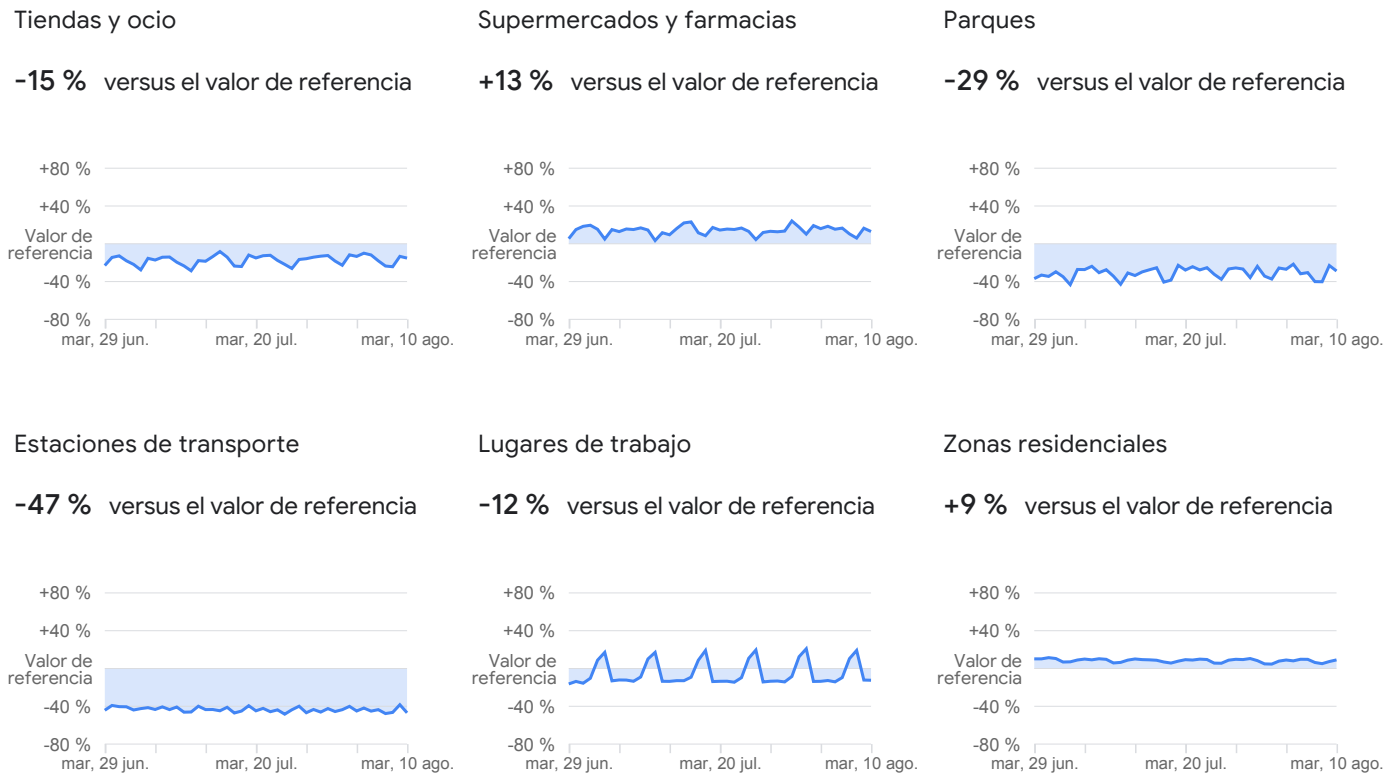 Tiendas y ocio
-15 % versus el valor de referencia
+80 %
+40 %
Valor de
referencia
-40 %
-80 %
mar, 29 jun. mar, 20 jul. mar, 10 ago.
Supermercados y farmacias
+13 % versus el valor de referencia
+80 %
+40 %
Valor de
referencia
-40 %
-80 %
mar, 29 jun. mar, 20 jul. mar, 10 ago.
Parques
-29 % versus el valor de referencia
+80 %
+40 %
Valor de
referencia
-40 %
-80 %
mar, 29 jun. mar, 20 jul. mar, 10 ago.
Estaciones de transporte
-47 % versus el valor de referencia
+80 %
+40 %
Valor de
referencia
-40 %
-80 %
mar, 29 jun. mar, 20 jul. mar, 10 ago.
Lugares de trabajo
-12 % versus el valor de referencia
+80 %
+40 %
Valor de
referencia
-40 %
-80 %
mar, 29 jun. mar, 20 jul. mar, 10 ago.
Zonas residenciales
+9 % versus el valor de referencia
+80 %
+40 %
Valor de
referencia
-40 %
-80 %
mar, 29 jun. mar, 20 jul. mar, 10 ago.